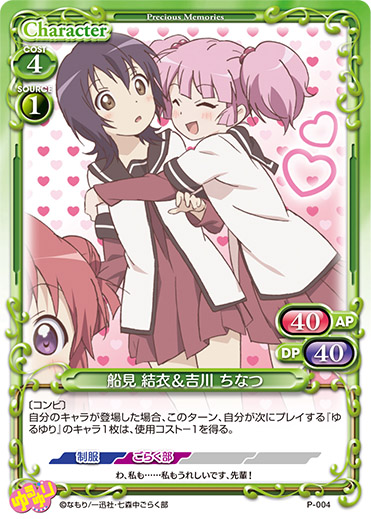 Precious Memories
Character
COST
4
SOURCE
1
40 AP
DP 40
船見 結衣＆吉川 ちなつ
〔コンビ〕
自分のキャラが登場した場合、このターン、自分が次にプレイする『ゆ
るゆり』のキャラ1枚は、使用コスト－1を得る。
制服 ごらく部
わ、私も……私もうれしいです、先輩！
ゆるゆり
©なもり/一迅社・七森中ごらく部
P-004